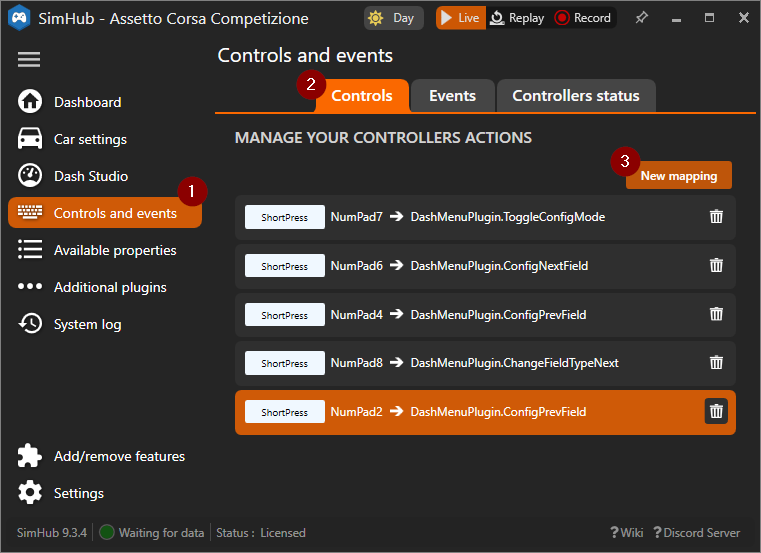 SimHub - Assetto Corsa Competizione
Day
Live
Replay
Record
Controls and events
2
Controls
Events
Controllers status
Dashboard
Car settings
Dash Studio
1
Controls and events
Available properties
Additional plugins
System log
MANAGE YOUR CONTROLLERS ACTIONS
3
New mapping
ShortPress NumPad7 ➔ DashMenuPlugin.ToggleConfigMode
ShortPress NumPad6 ➔ DashMenuPlugin.ConfigNextField
ShortPress NumPad4 ➔ DashMenuPlugin.ConfigPrevField
ShortPress NumPad8 ➔ DashMenuPlugin.ChangeFieldTypeNext
ShortPress NumPad2 ➔ DashMenuPlugin.ConfigPrevField
Add/remove features
Settings
SimHub 9.3.4
Waiting for data
Status : Licensed
?Wiki
?Discord Server